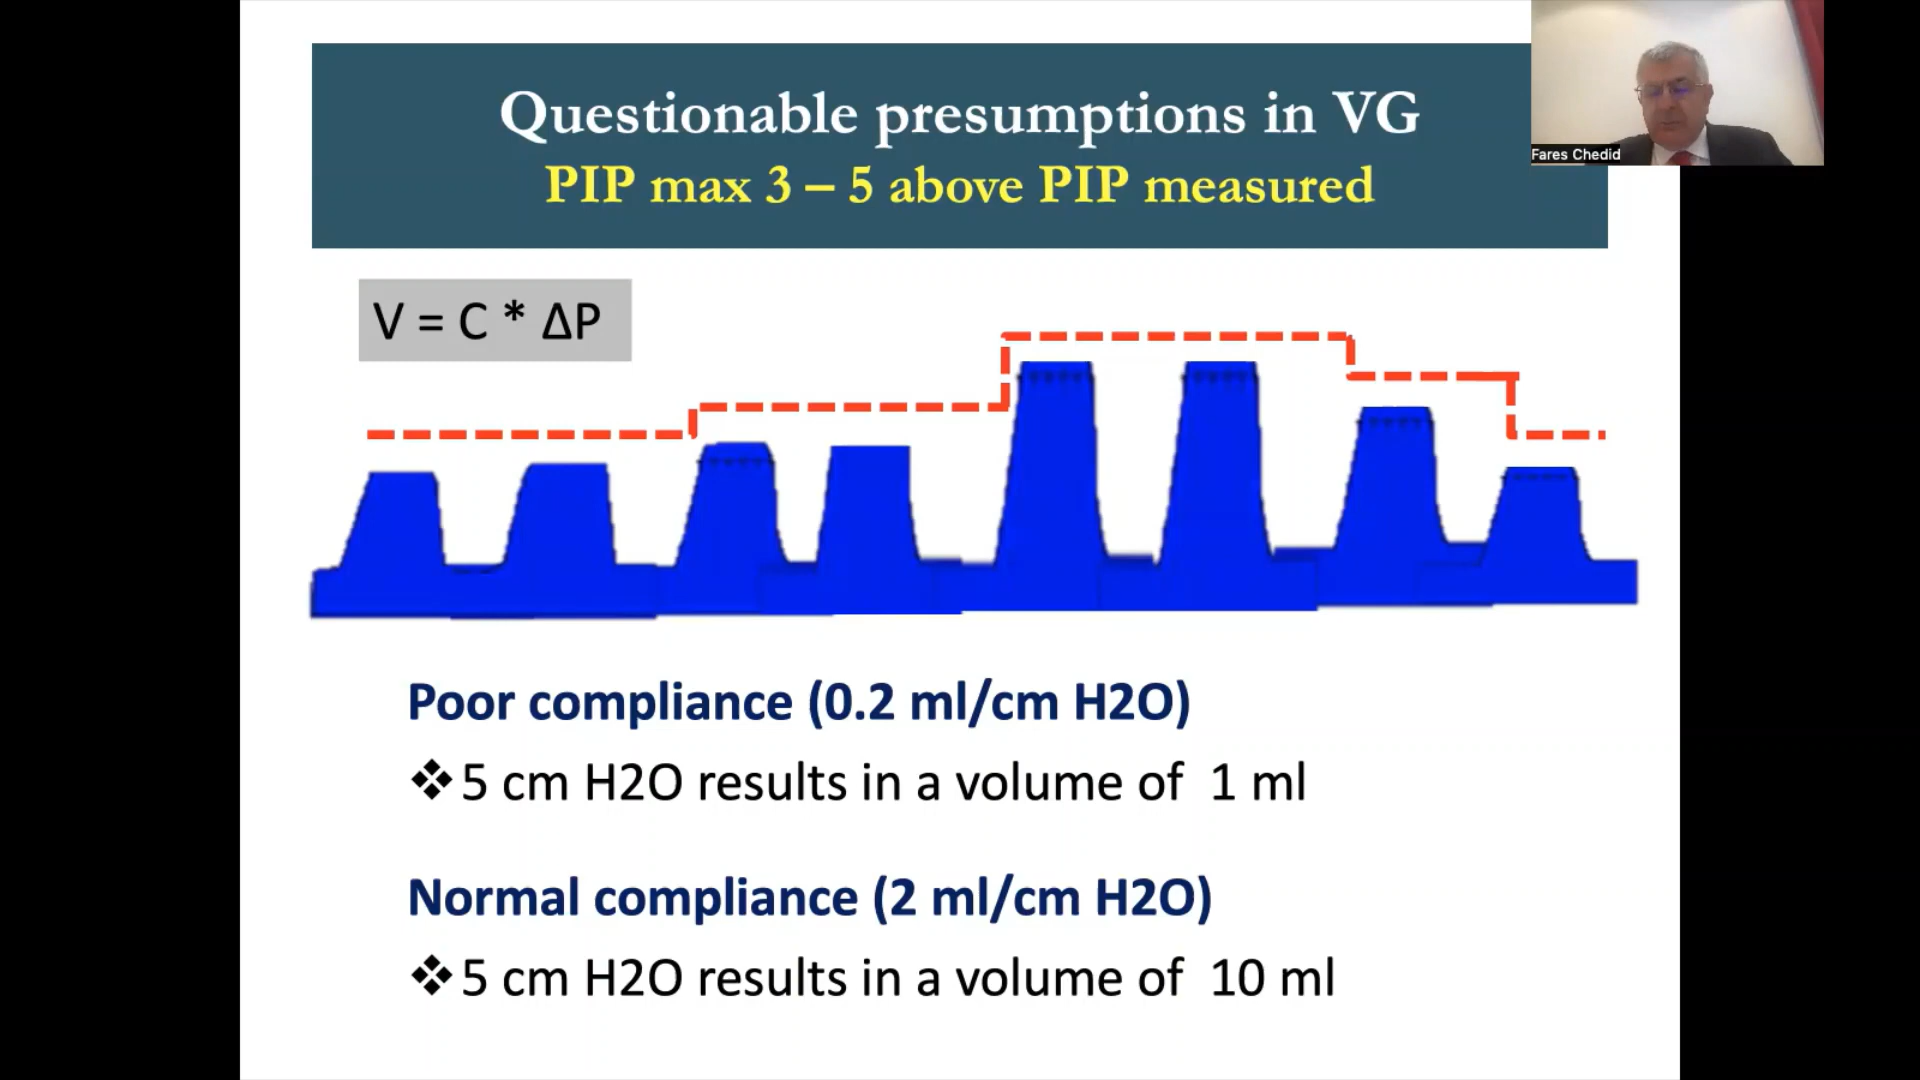 Questionable presumptions in VG
PIP max 3 – 5 above PIP measured
Fares Chedid
V = C * ΔP
Poor compliance (0.2 ml/cm H2O)
❖5 cm H2O results in a volume of 1 ml
Normal compliance (2 ml/cm H2O)
❖5 cm H2O results in a volume of 10 ml